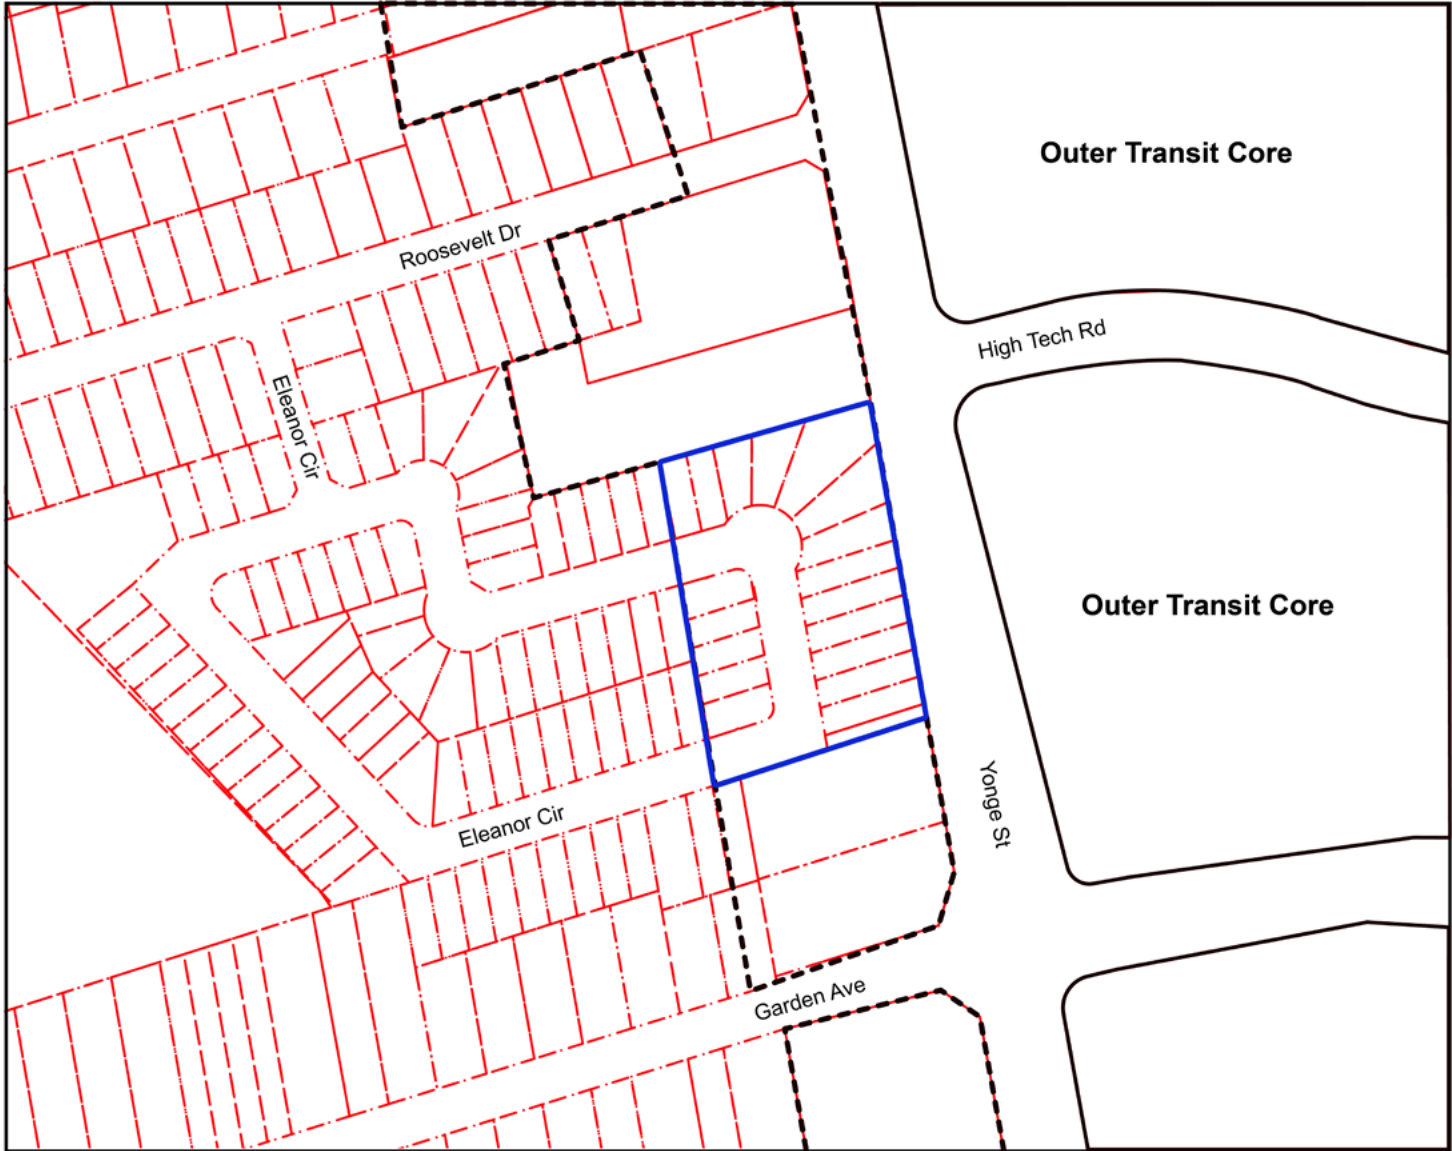 Outer Transit Core
Roosevelt Dr
High Tech Rd
Eleanor Cir
Outer Transit Core
Yonge St
Eleanor Cir
Garden Ave